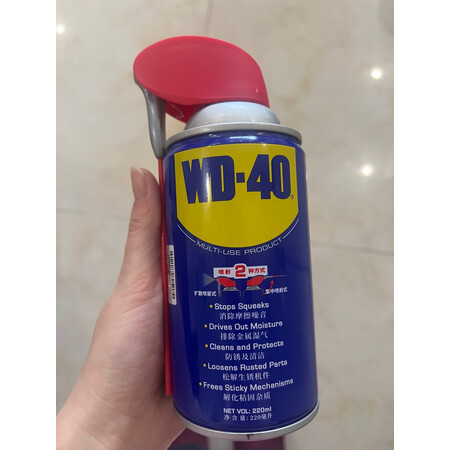 WD-40
®
MULTI-USE PRODUCT
喷射2种方式
扩散喷雾式 集中喷射式
• Stops Squeaks
消除摩擦噪音
• Drives Out Moisture
排除金属湿气
• Cleans and Protects
防锈及清洁
• Loosens Rusted Parts
松解生锈机件
• Frees Sticky Mechanisms
解化粘固杂质
NET VOL: 220ml
净含量: 220毫升